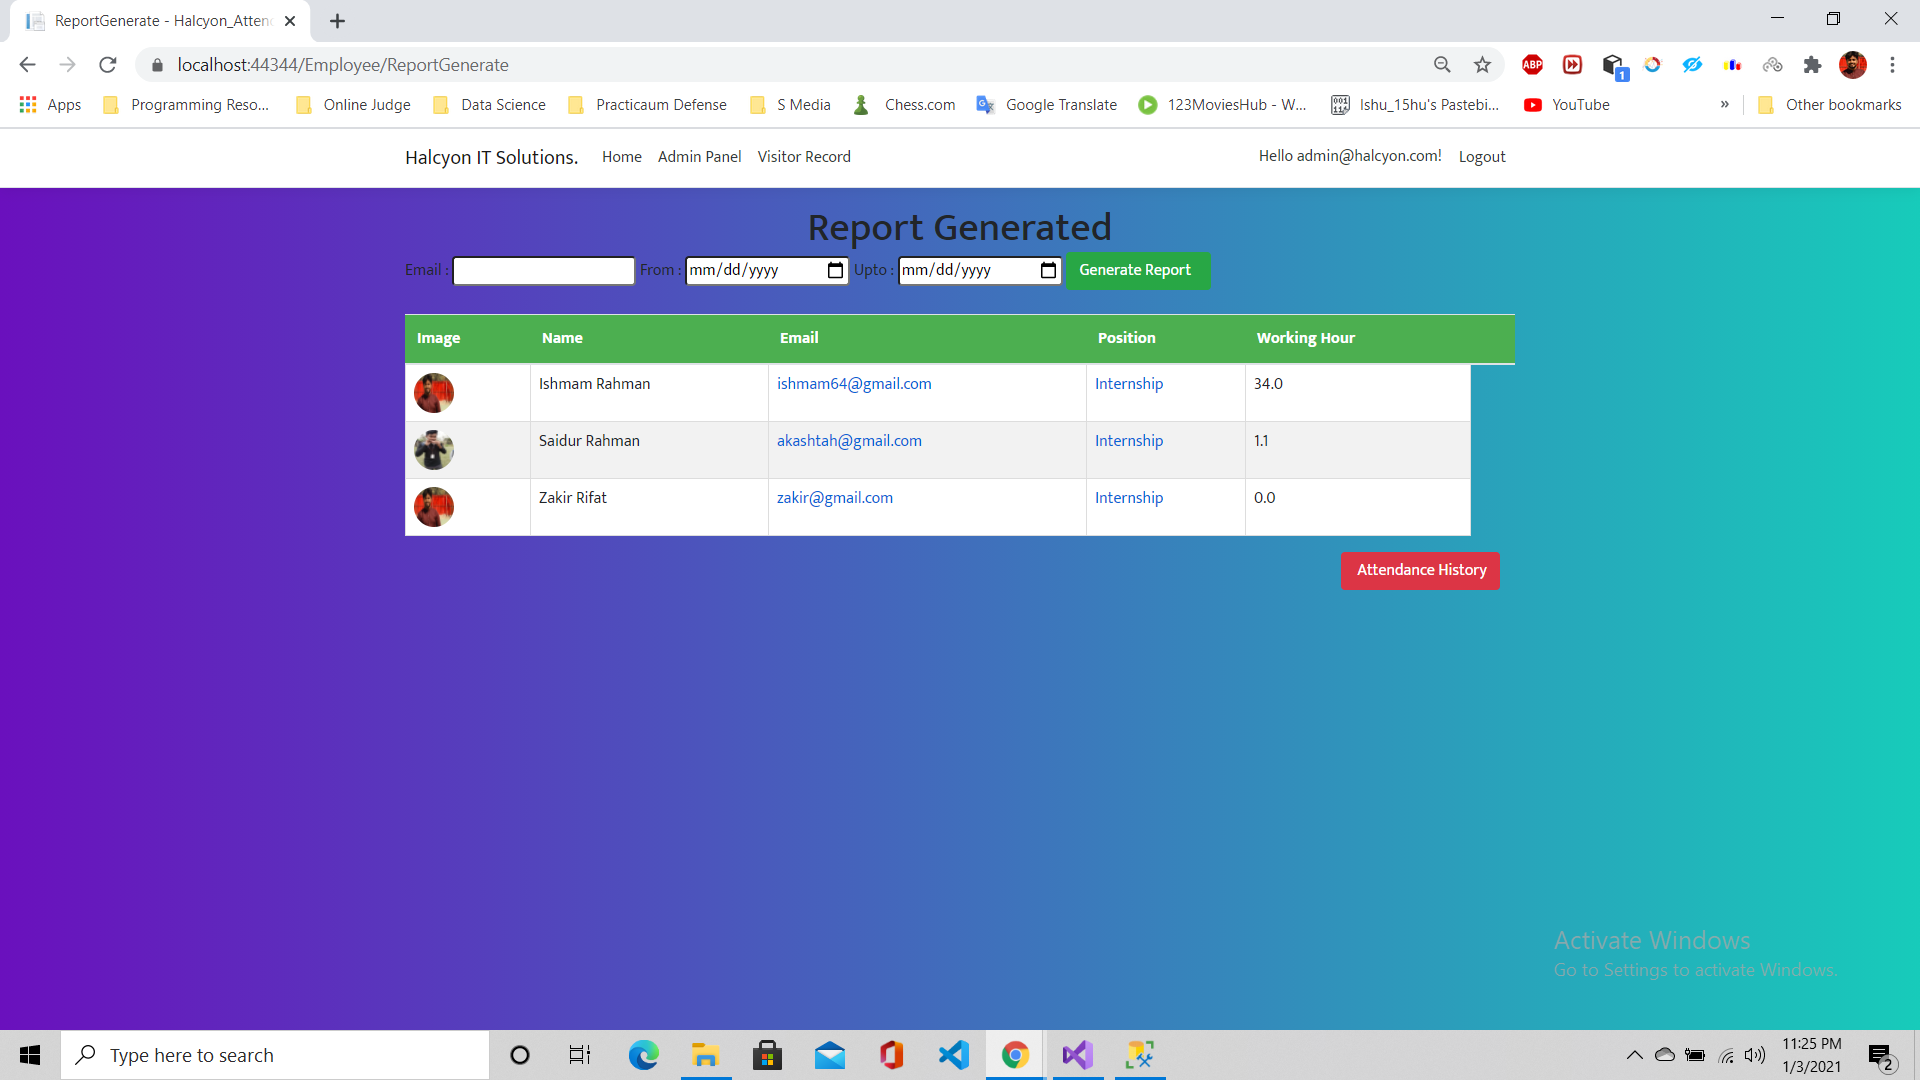 ReportGenerate - Halcyon_Atten
localhost:44344/Employee/ReportGenerate
ABP
1
Apps Programming Reso... Online Judge Data Science Practicaum Defense S Media Chess.com Google Translate 123MoviesHub - W... Ishu_15hu's Pastebi... YouTube » Other bookmarks
Halcyon IT Solutions. Home Admin Panel Visitor Record Hello admin@halcyon.com! Logout
Report Generated
Email : From : mm/dd/yyyy Upto : mm/dd/yyyy Generate Report
Image Name Email Position Working Hour
Ishmam Rahman ishmam64@gmail.com Internship 34.0
Saidur Rahman akashtah@gmail.com Internship 1.1
Zakir Rifat zakir@gmail.com Internship 0.0
Attendance History
Activate Windows
Go to Settings to activate Windows.
Type here to search
11:25 PM
1/3/2021
2